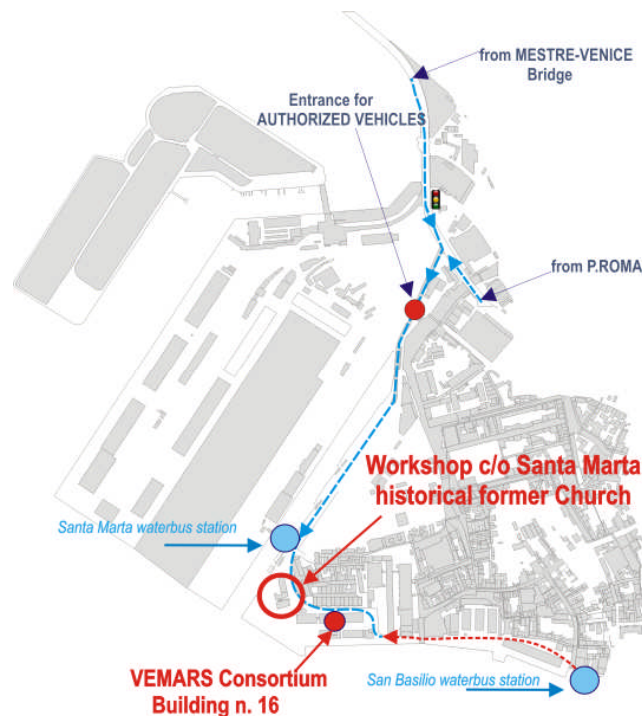 from MESTRE-VENICE
Bridge
Entrance for
AUTHORIZED VEHICLES
from P.ROMA
Workshop c/o Santa Marta
historical former Church
Santa Marta waterbus station
VEMARS Consortium
Building n. 16
San Basilio waterbus station